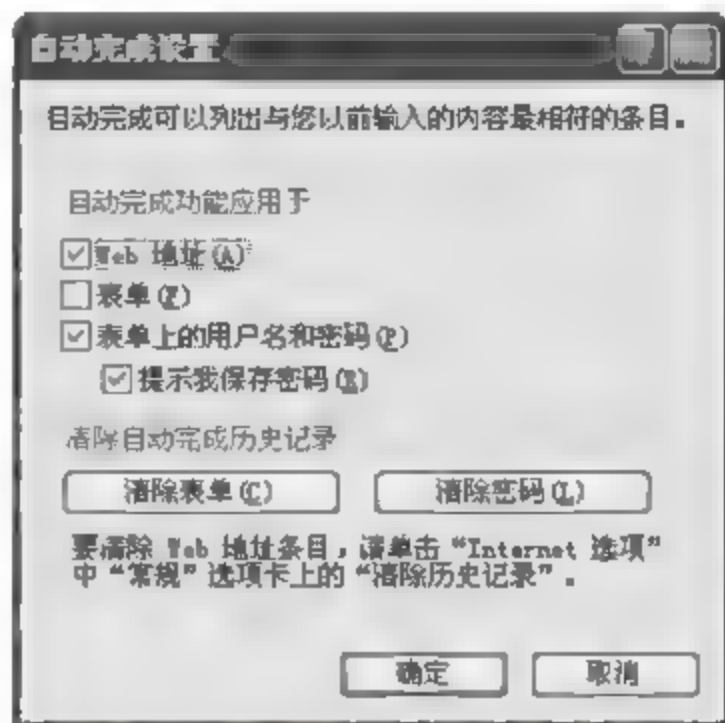 自动完成设置
自动完成可以列出与您以前输入的内容最相符的条目。
自动完成功能应用于
Web 地址(A)
表单(F)
表单上的用户名和密码(P)
提示我保存密码(R)
清除自动完成历史记录
清除表单(C) 清除密码(L)
要清除 Web 地址条目，请单击“Internet 选项”
中“常规”选项卡上的“清除历史记录”。
确定 取消